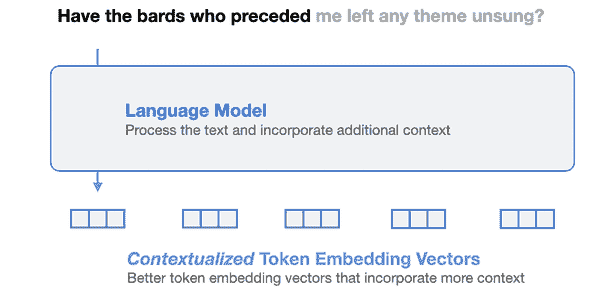 Have the bards who preceded me left any theme unsung?
Language Model
Process the text and incorporate additional context
Contextualized Token Embedding Vectors
Better token embedding vectors that incorporate more context